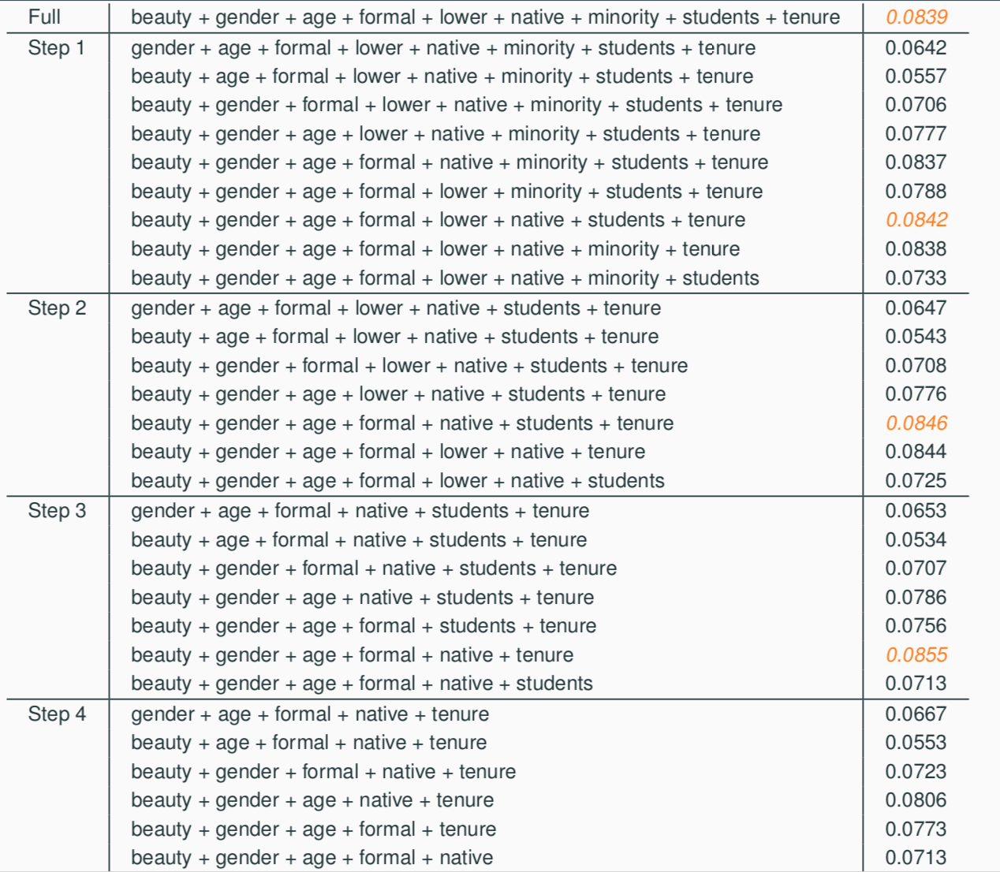 Full beauty + gender + age + formal + lower + native + minority + students + tenure 0.0839
Step 1 gender + age + formal + lower + native + minority + students + tenure 0.0642
beauty + age + formal + lower + native + minority + students + tenure 0.0557
beauty + gender + formal + lower + native + minority + students + tenure 0.0706
beauty + gender + age + lower + native + minority + students + tenure 0.0777
beauty + gender + age + formal + native + minority + students + tenure 0.0837
beauty + gender + age + formal + lower + minority + students + tenure 0.0788
beauty + gender + age + formal + lower + native + students + tenure 0.0842
beauty + gender + age + formal + lower + native + minority + tenure 0.0838
beauty + gender + age + formal + lower + native + minority + students 0.0733
Step 2 gender + age + formal + lower + native + students + tenure 0.0647
beauty + age + formal + lower + native + students + tenure 0.0543
beauty + gender + formal + lower + native + students + tenure 0.0708
beauty + gender + age + lower + native + students + tenure 0.0776
beauty + gender + age + formal + native + students + tenure 0.0846
beauty + gender + age + formal + lower + native + tenure 0.0844
beauty + gender + age + formal + lower + native + students 0.0725
Step 3 gender + age + formal + native + students + tenure 0.0653
beauty + age + formal + native + students + tenure 0.0534
beauty + gender + formal + native + students + tenure 0.0707
beauty + gender + age + native + students + tenure 0.0786
beauty + gender + age + formal + students + tenure 0.0756
beauty + gender + age + formal + native + tenure 0.0855
beauty + gender + age + formal + native + students 0.0713
Step 4 gender + age + formal + native + tenure 0.0667
beauty + age + formal + native + tenure 0.0553
beauty + gender + formal + native + tenure 0.0723
beauty + gender + age + native + tenure 0.0806
beauty + gender + age + formal + tenure 0.0773
beauty + gender + age + formal + native 0.0713